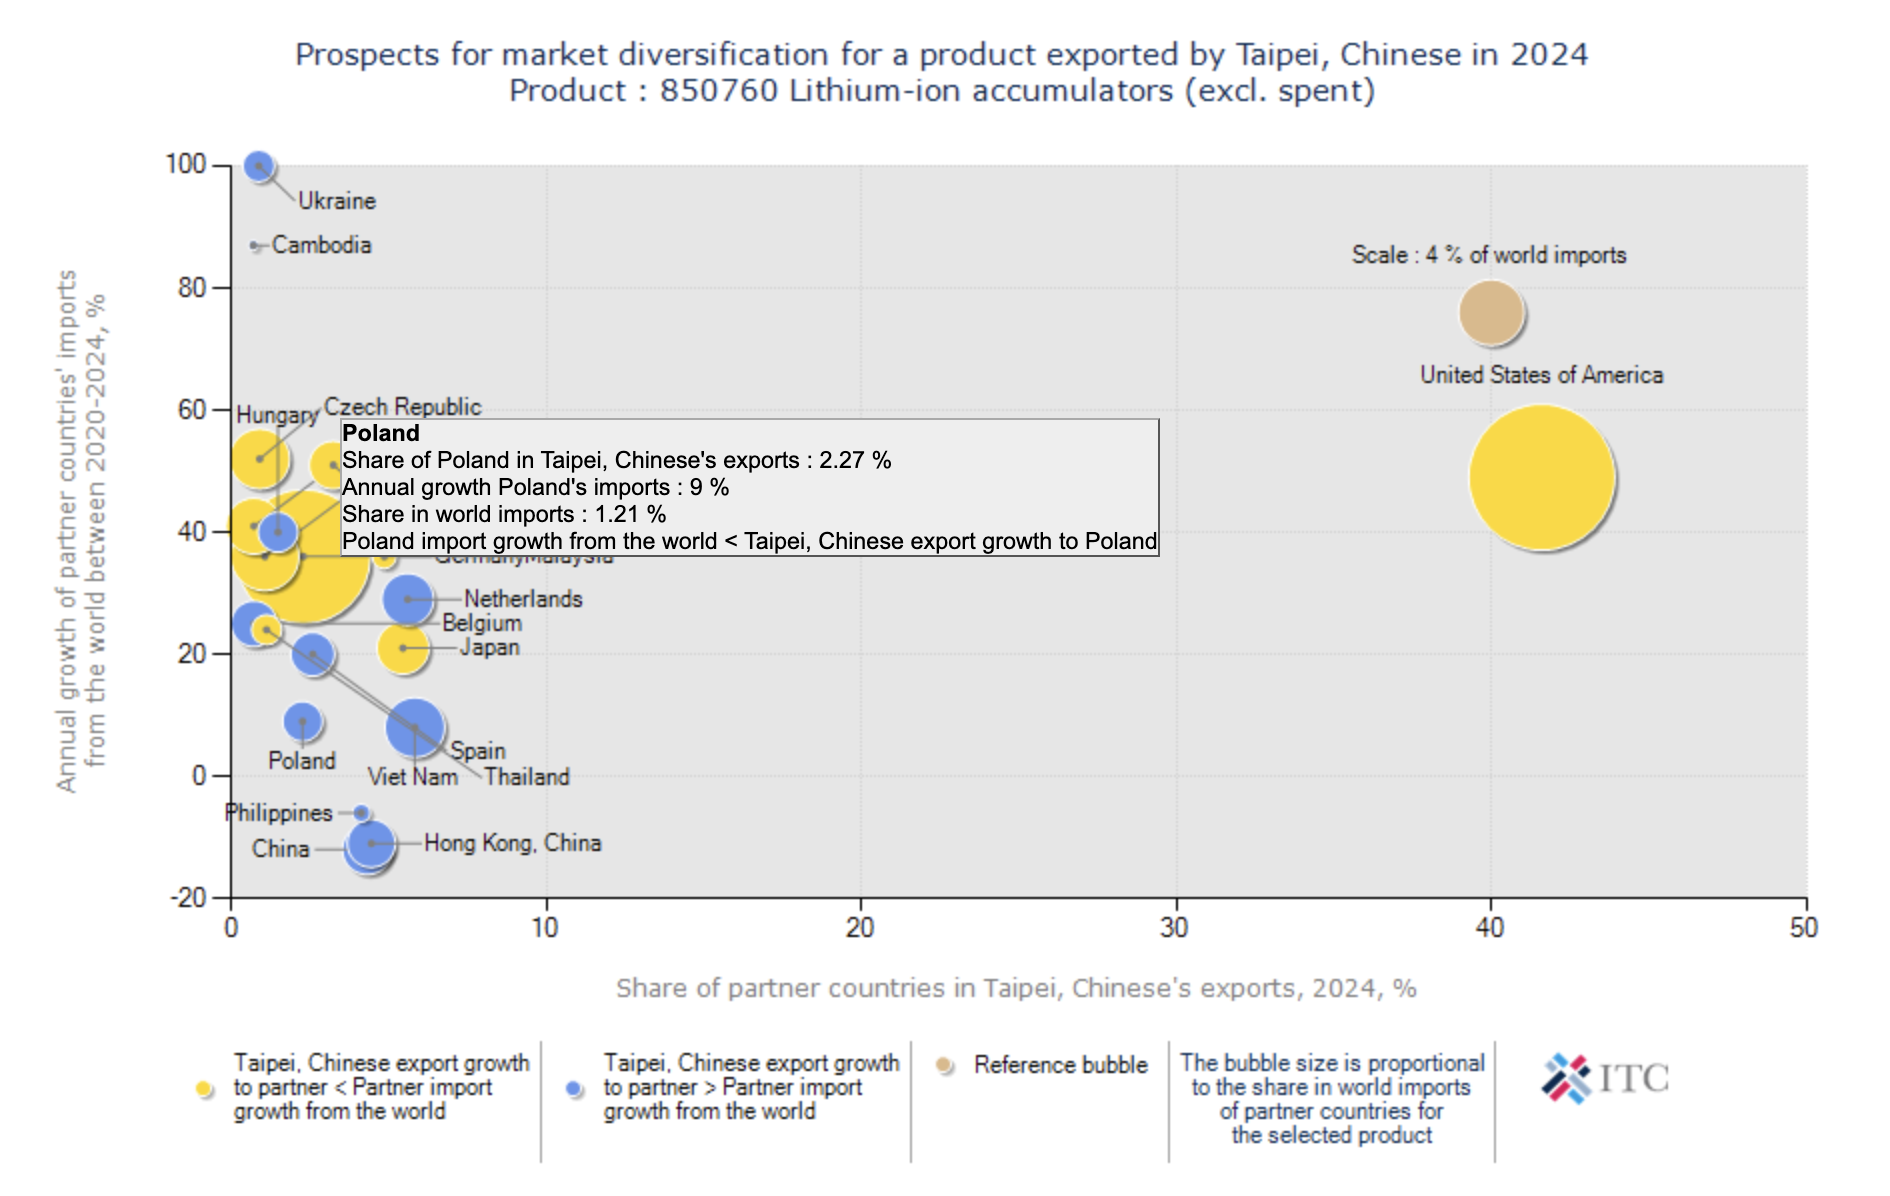 Prospects for market diversification for a product exported by Taipei, Chinese in 2024
Product : 850760 Lithium-ion accumulators (excl. spent)
Annual growth of partner countries' imports
from the world between 2020-2024, %
100
80
60
40
20
0
-20
Ukraine
Cambodia
Scale : 4 % of world imports
United States of America
Hungary
Czech Republic
Poland
Share of Poland in Taipei, Chinese's exports : 2.27 %
Annual growth Poland's imports : 9 %
Share in world imports : 1.21 %
Poland import growth from the world < Taipei, Chinese export growth to Poland
Germany
Malaysia
Netherlands
Belgium
Japan
Spain
Poland
Viet Nam
Thailand
Philippines
China
Hong Kong, China
0
10
20
30
40
50
Share of partner countries in Taipei, Chinese's exports, 2024, %
Taipei, Chinese export growth
to partner < Partner import
growth from the world
Taipei, Chinese export growth
to partner > Partner import
growth from the world
Reference bubble
The bubble size is proportional
to the share in world imports
of partner countries for
the selected product
ITC